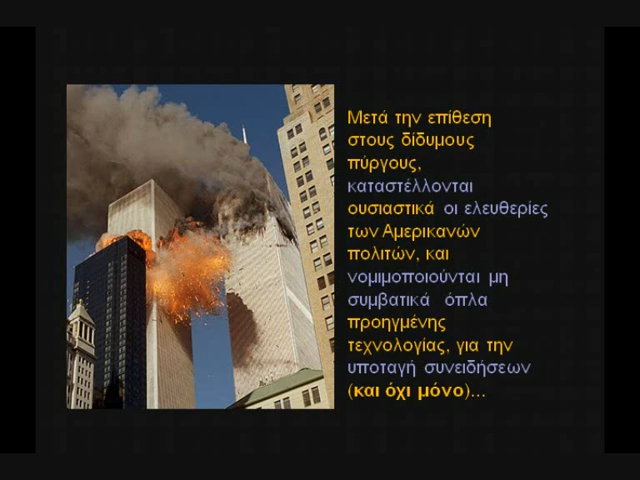 Μετά την επίθεση
στους δίδυμους
πύργους,
καταστέλλονται
ουσιαστικά οι ελευθερίες
των Αμερικανών
πολιτών, και
νομιμοποιούνται μη
συμβατικά όπλα
προηγμένης
τεχνολογίας, για την
υποταγή συνειδήσεων
(και όχι μόνο)...